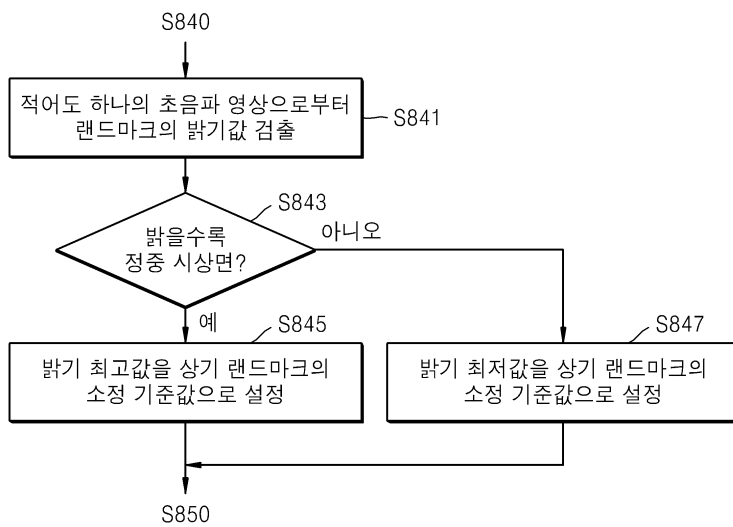 S840
적어도 하나의 초음파 영상으로부터
랜드마크의 밝기값 검출
S841
S843
밝을수록
정중 시상면?
아니오
예
S845
밝기 최고값을 상기 랜드마크의
소정 기준값으로 설정
S847
밝기 최저값을 상기 랜드마크의
소정 기준값으로 설정
S850